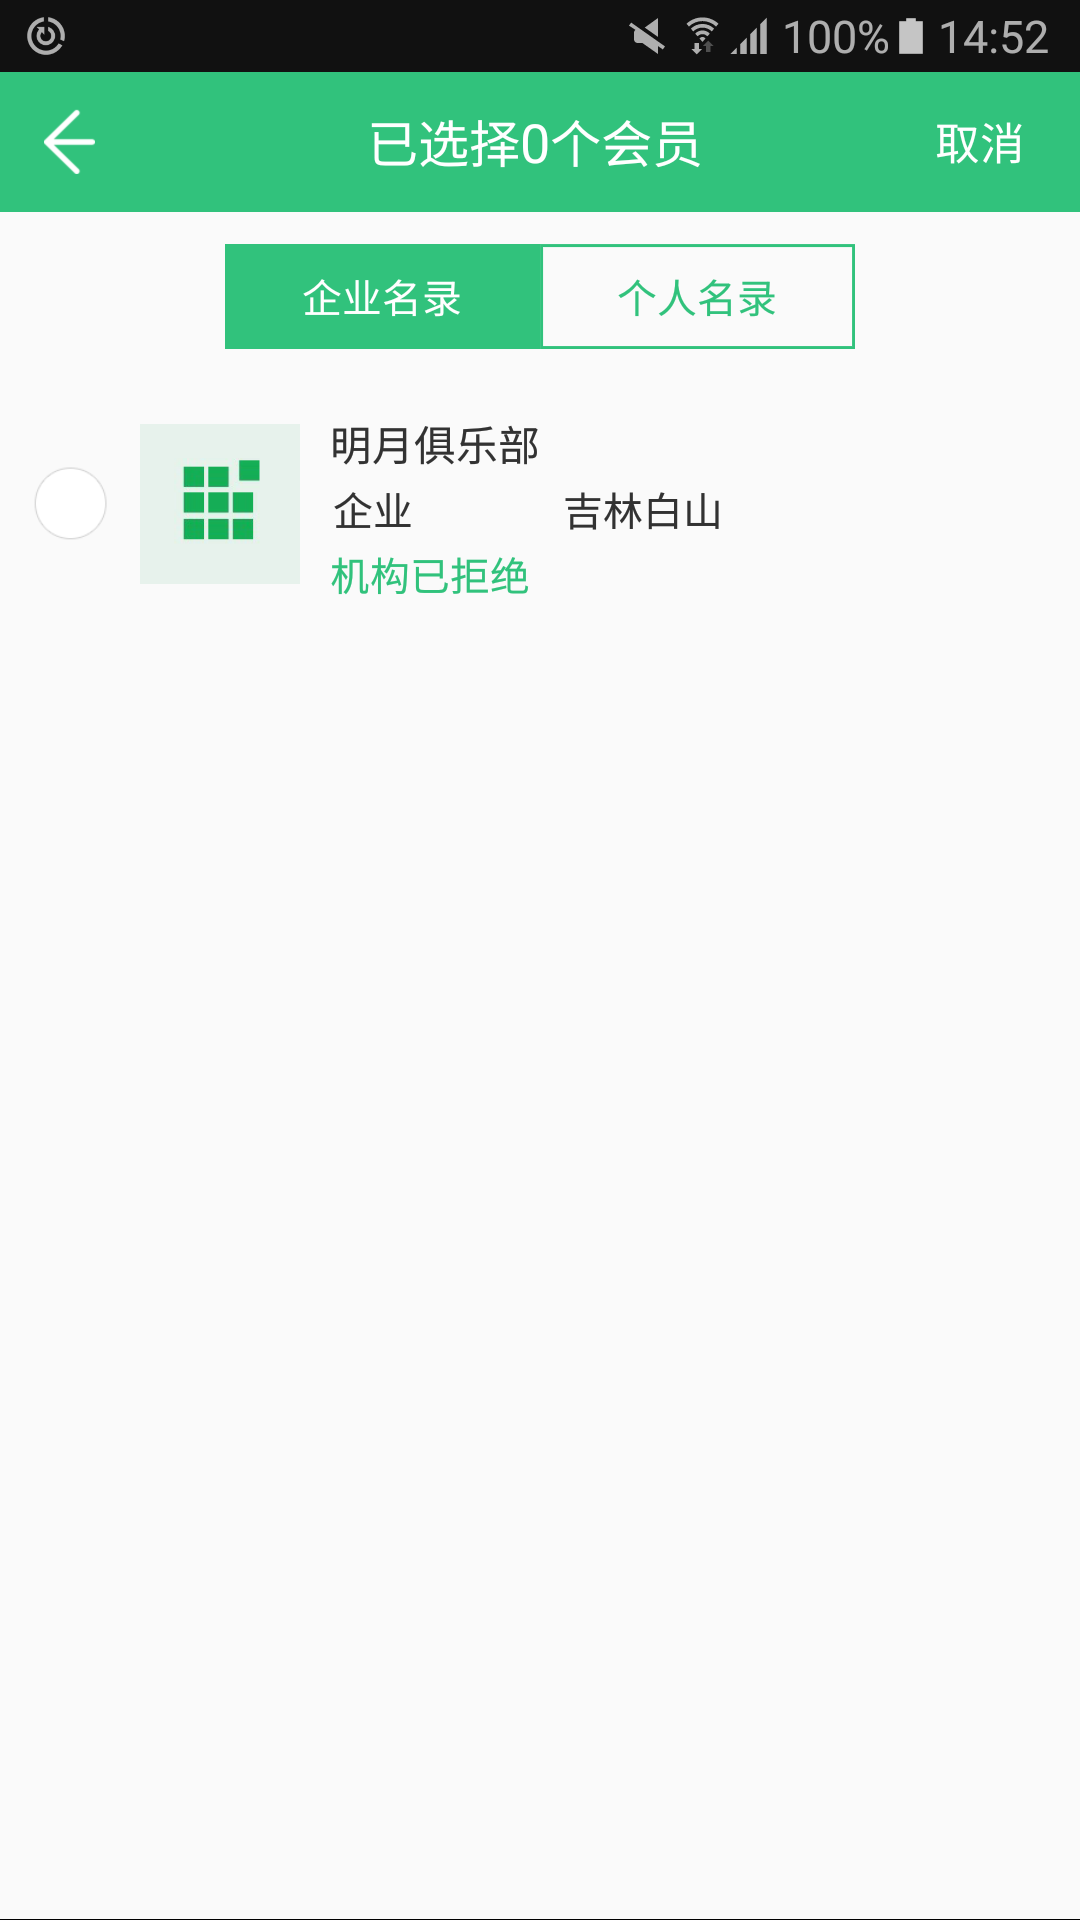 100% 14:52
已选择0个会员 取消
企业名录 个人名录
明月俱乐部
企业 吉林白山
机构已拒绝